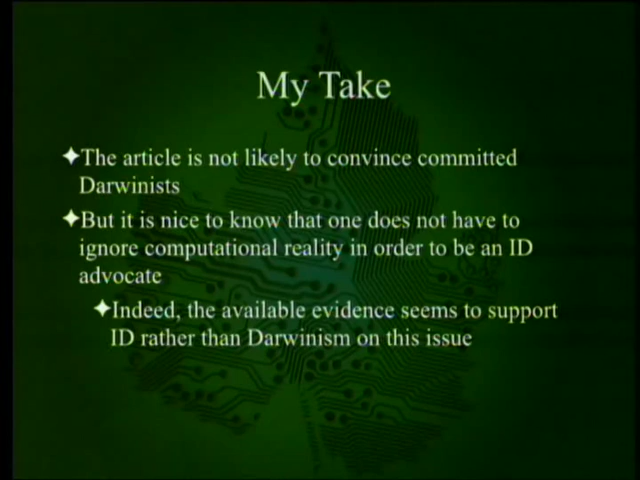 My Take
✦The article is not likely to convince committed
Darwinists
✦But it is nice to know that one does not have to
ignore computational reality in order to be an ID
advocate
✦Indeed, the available evidence seems to support
ID rather than Darwinism on this issue